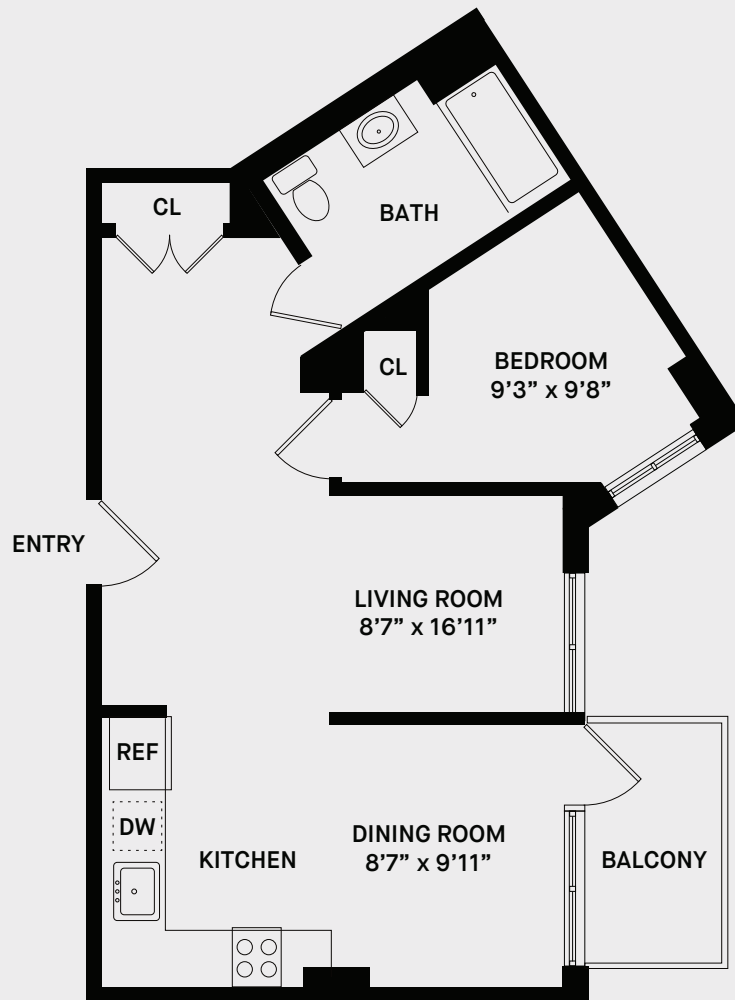 CL
BATH
CL
BEDROOM
9’3” x 9’8”
ENTRY
LIVING ROOM
8’7” x 16’11”
REF
DW
KITCHEN
DINING ROOM
8’7” x 9’11”
BALCONY